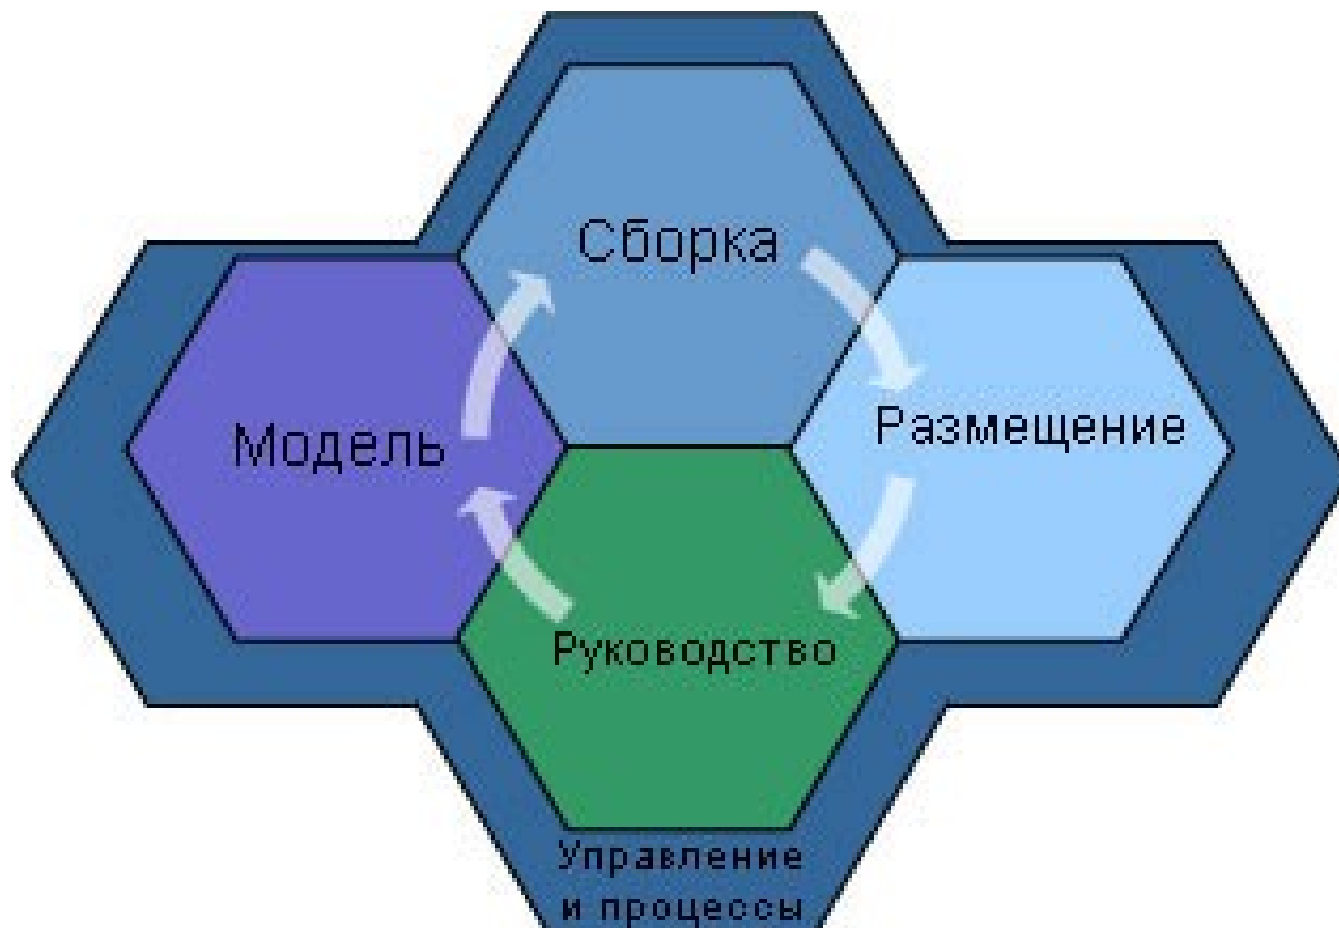 Сборка
Размещение
Модель
Руководство
Управление
и процессы